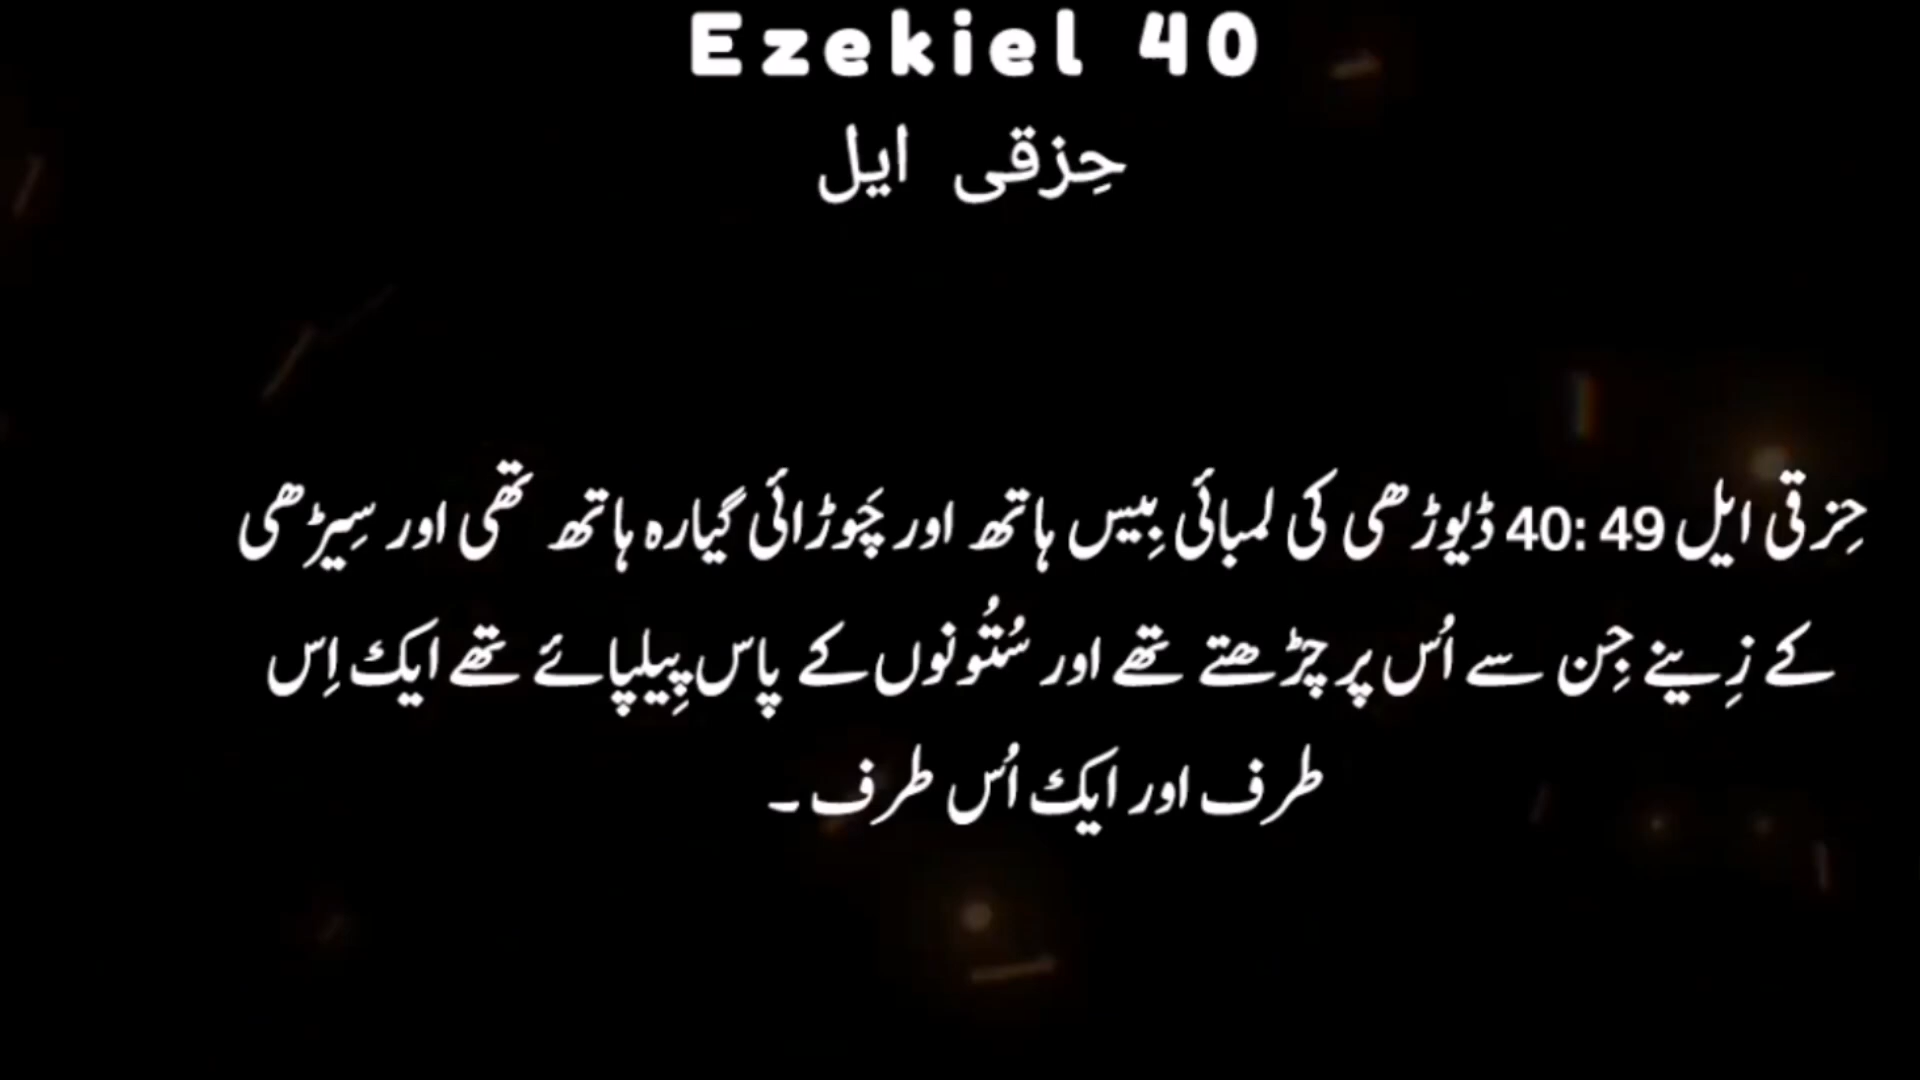 Ezekiel 40
حِزقی ایل
حِزقی ایل 49 :40 ڈیوڑھی کی لمبائی بِیس ہاتھ اور چَوڑائی گیارہ ہاتھ تھی اور سِیڑھی
کے زِینے جِن سے اُس پر چڑھتے تھے اور سُتُونوں کے پاس پِیلپائے تھے ایک اِس
طرف اور ایک اُس طرف۔